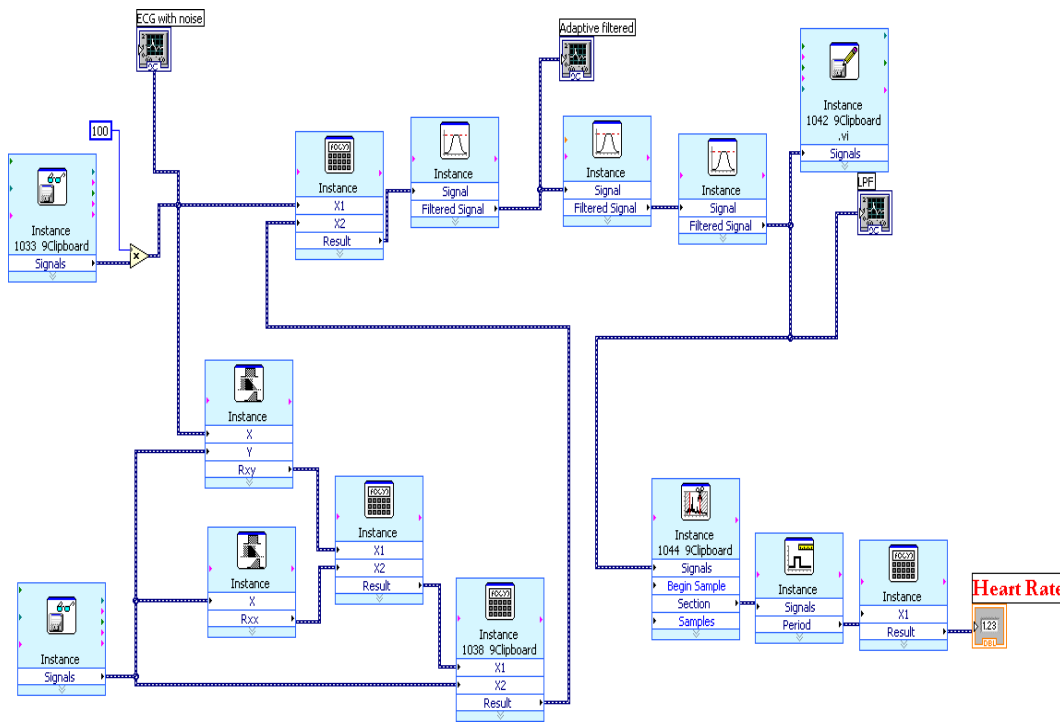 ECG with noise
Adaptive filtered
Instance
1042 9Clipboard
.vi
Signals
100
Instance
X1
X2
Result
Instance
Signal
Filtered Signal
Instance
Signal
Filtered Signal
Instance
Signal
Filtered Signal
LPF
Instance
1033 9Clipboard
Signals
x
Instance
X
Y
Rxy
Instance
X1
X2
Result
Instance
X
Rxx
Instance
Signals
Instance
1038 9Clipboard
X1
X2
Result
Instance
1044 9Clipboard
Signals
Begin Sample
Section
Samples
Instance
Signals
Period
Instance
X1
Result
Heart Rate
1.23
DBL